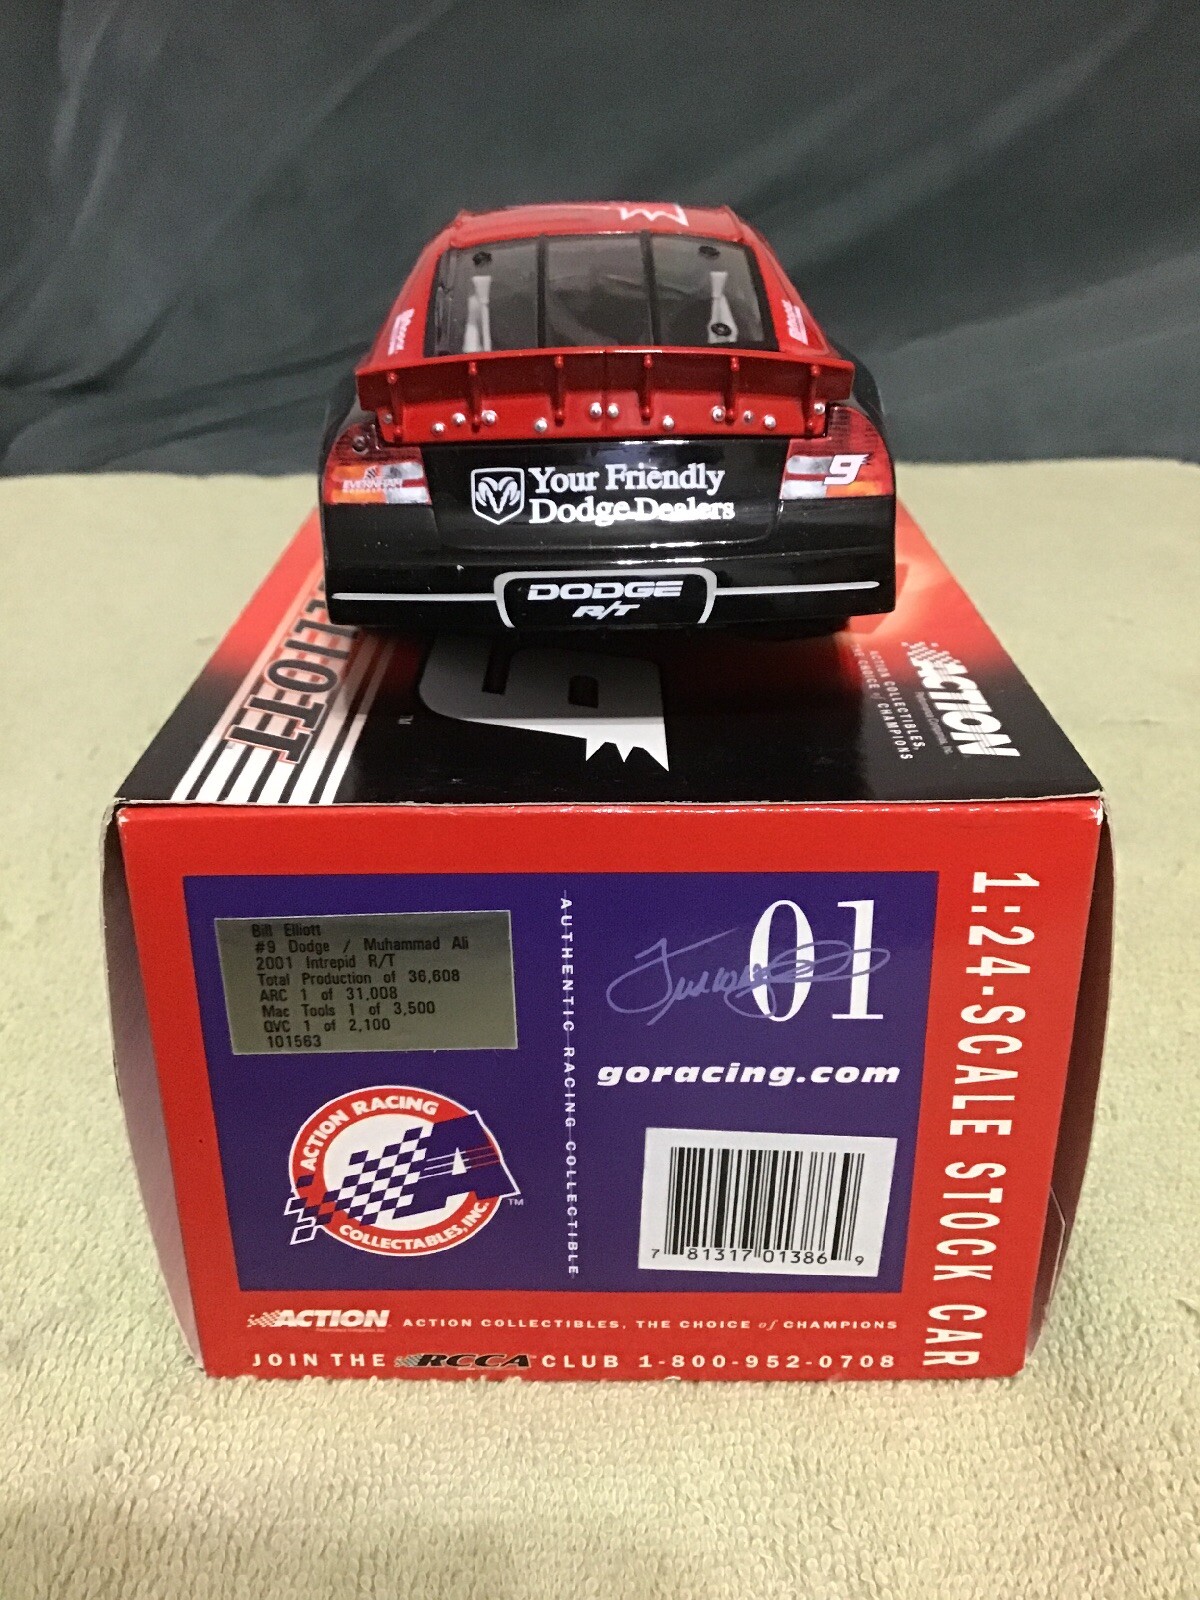 EVERNHAM
9
Your Friendly
Dodge Dealers
DODGE
R/T
ELLIOTT
9
TM
ACTION
ACTION COLLECTIBLES,
THE CHOICE of CHAMPIONS
Bill Elliott
#9 Dodge / Muhammad Ali
2001 Intrepid R/T
Total Production of 36,608
ARC 1 of 31,008
Mac Tools 1 of 3,500
QVC 1 of 2,100
101563
AUTHENTIC RACING COLLECTIBLE
01
goracing.com
ACTION RACING
A
COLLECTABLES, INC.
TM
7 81317 01386 9
1:24-SCALE STOCK CAR
ACTION
ACTION COLLECTIBLES, THE CHOICE of CHAMPIONS
JOIN THE RCCA CLUB 1-800-952-0708